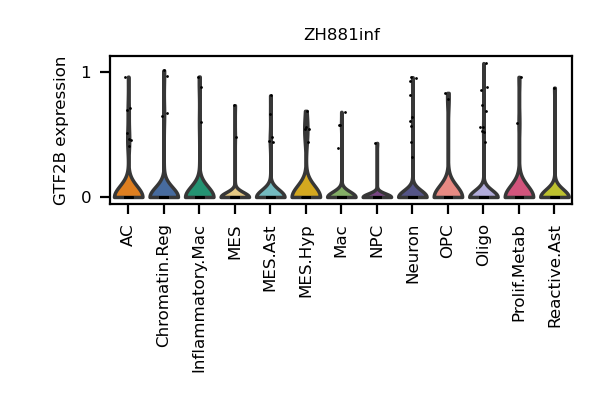 ZH881inf
GTF2B expression
1
0
AC
Chromatin.Reg
Inflammatory.Mac
MES
MES.Ast
MES.Hyp
Mac
NPC
Neuron
OPC
Oligo
Prolif.Metab
Reactive.Ast